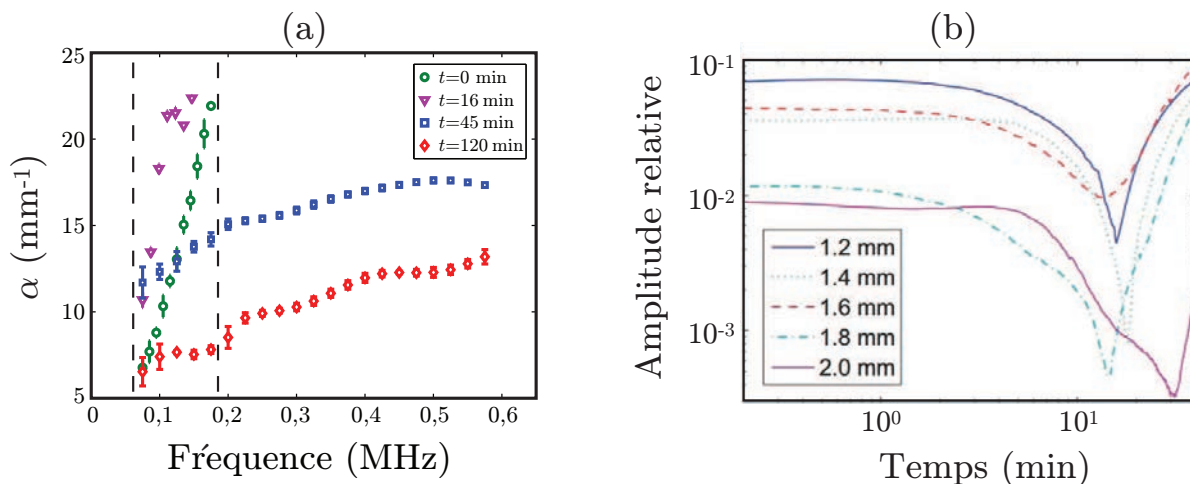 (a)
25
20
15
10
5
α (mm-1)
t=0 min
t=16 min
t=45 min
t=120 min
0 0,1 0,2 0,3 0,4 0,5 0,6
Fŕequence (MHz)
(b)
10-1
10-2
10-3
Amplitude relative
1.2 mm
1.4 mm
1.6 mm
1.8 mm
2.0 mm
100 101
Temps (min)